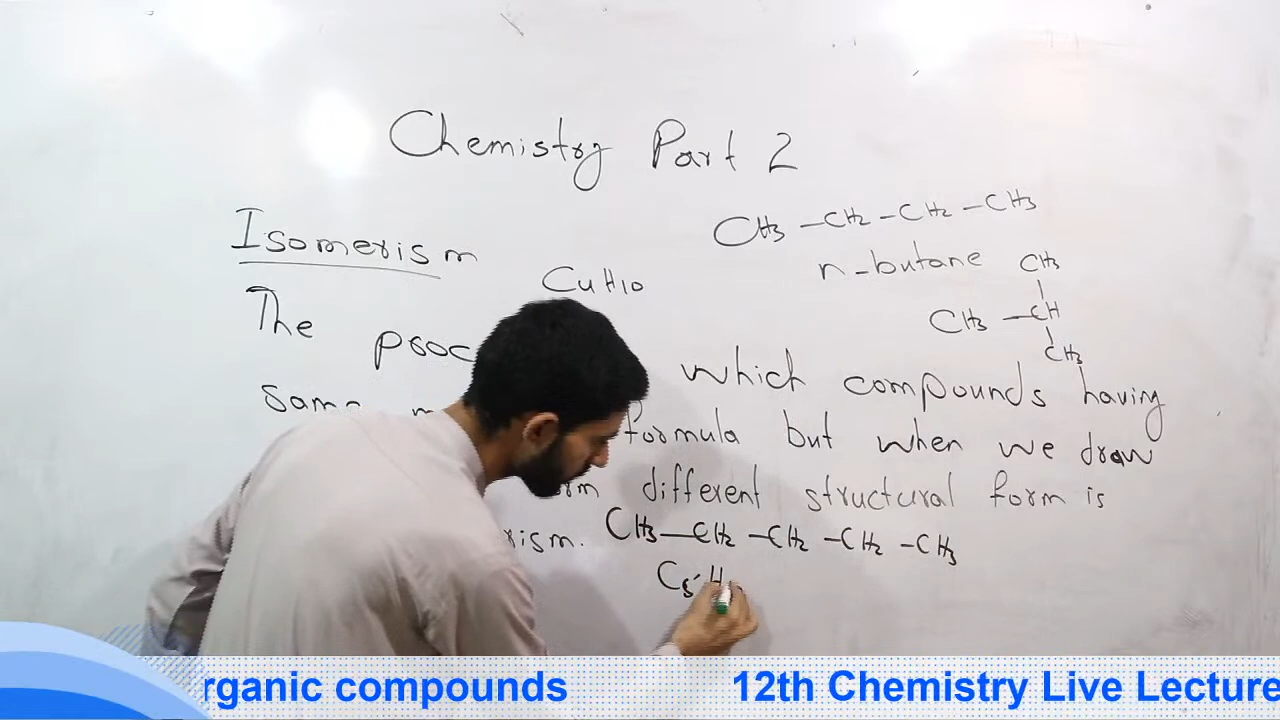 Chemistry Part 2
Isomerism
CH3 -CH2 -CH2 -CH3
n-butane
C4H10
CH3
CH3 -CH
CH3
The which compounds having
Same formula but when we draw
different structural form is
CH3-CH2 -CH2 -CH2 -CH3
C5H
rganic compounds 12th Chemistry Live Lecture